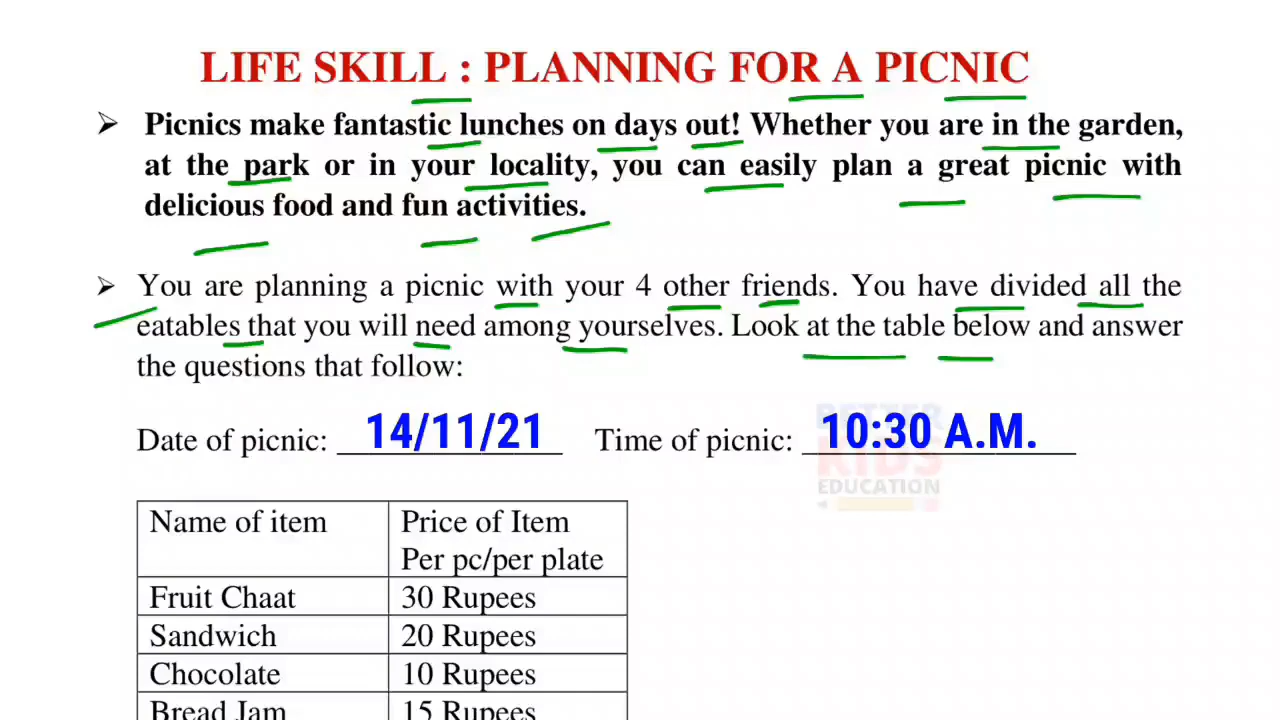 LIFE SKILL : PLANNING FOR A PICNIC
➢ Picnics make fantastic lunches on days out! Whether you are in the garden,
at the park or in your locality, you can easily plan a great picnic with
delicious food and fun activities.
➢ You are planning a picnic with your 4 other friends. You have divided all the
eatables that you will need among yourselves. Look at the table below and answer
the questions that follow:
Date of picnic: 14/11/21 Time of picnic: 10:30 A.M.
BETTER
KIDS
EDUCATION
Name of item Price of Item
Per pc/per plate
Fruit Chaat 30 Rupees
Sandwich 20 Rupees
Chocolate 10 Rupees
Bread Jam 15 Rupees